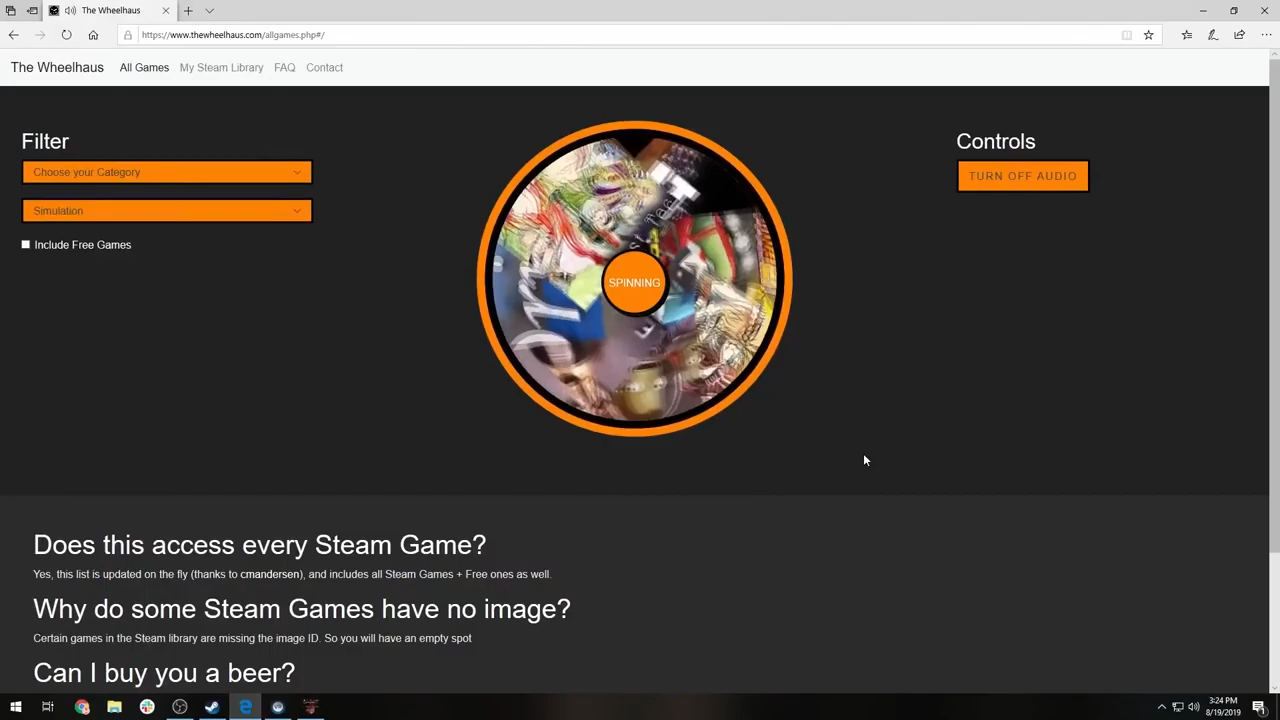 The Wheelhaus
https://www.thewheelhaus.com/allgames.php#/
The Wheelhaus All Games My Steam Library FAQ Contact
Filter
Choose your Category
Simulation
Include Free Games
SPINNING
Controls
TURN OFF AUDIO
Does this access every Steam Game?
Yes, this list is updated on the fly (thanks to cmandersen), and includes all Steam Games + Free ones as well.
Why do some Steam Games have no image?
Certain games in the Steam library are missing the image ID. So you will have an empty spot
Can I buy you a beer?
3:24 PM
8/19/2019